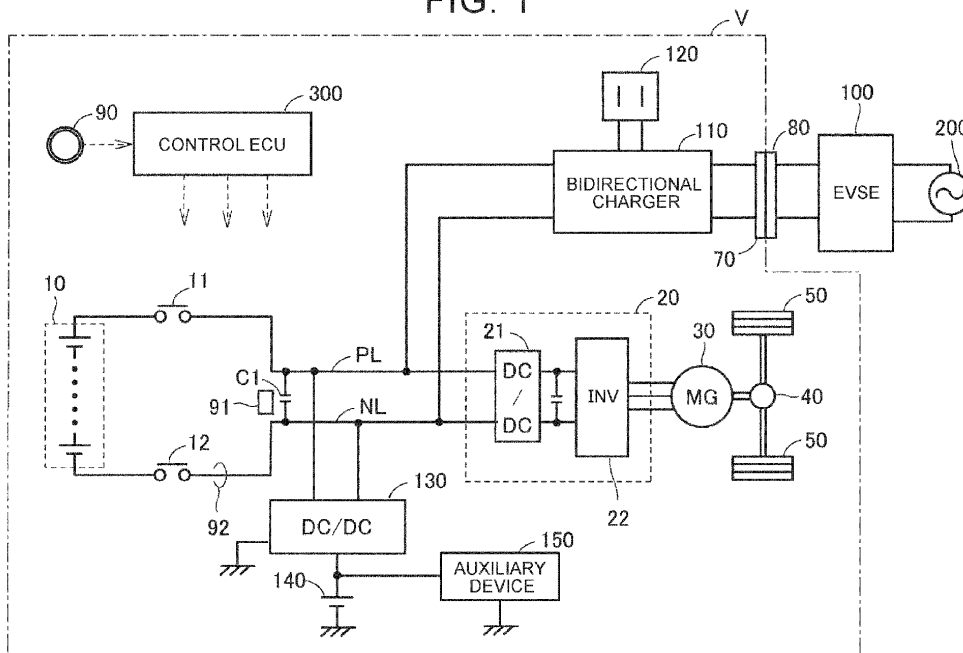 FIG. 1
V
120
90
300
110
80
100
200
CONTROL ECU
BIDIRECTIONAL
CHARGER
EVSE
70
10
11
20
50
21
30
PL
C1
DC
/
DC
INV
MG
40
91
NL
12
50
92
130
22
DC/DC
150
140
AUXILIARY
DEVICE